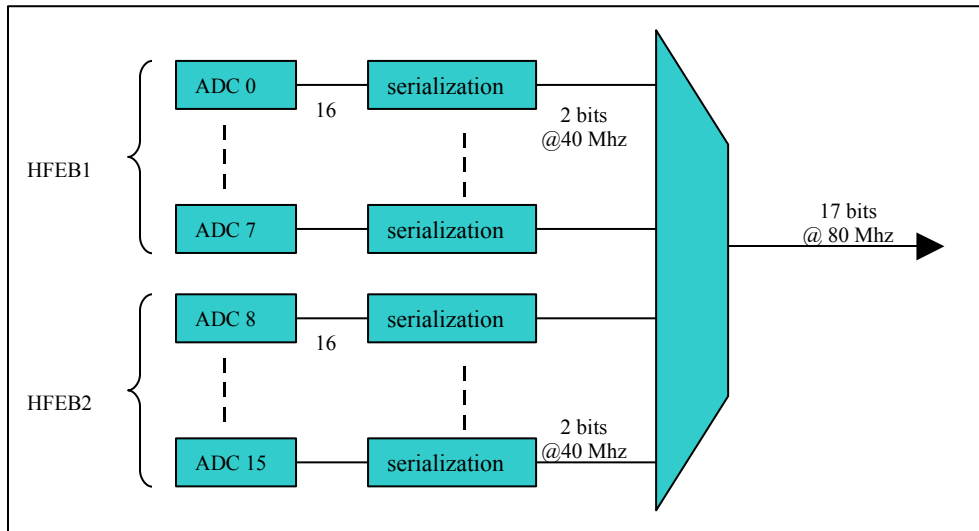 ADC 0
serialization
16
2 bits
@40 Mhz
HFEB1
ADC 7
serialization
17 bits
@ 80 Mhz
ADC 8
serialization
16
HFEB2
2 bits
@40 Mhz
ADC 15
serialization